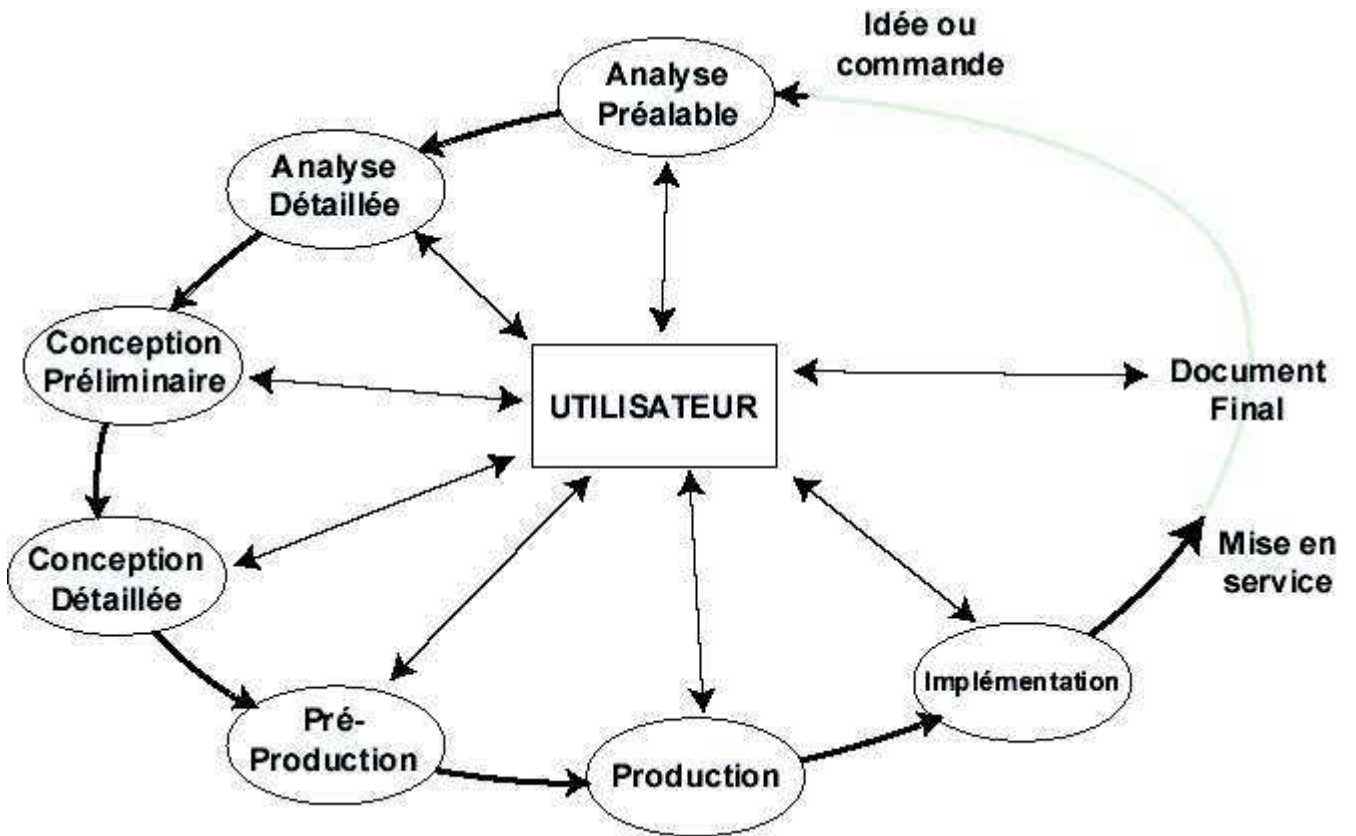 Idée ou
commande
Analyse
Préalable
Analyse
Détaillée
Conception
Préliminaire
UTILISATEUR
Document
Final
Conception
Détaillée
Mise en
service
Implémentation
Pré-
Production
Production